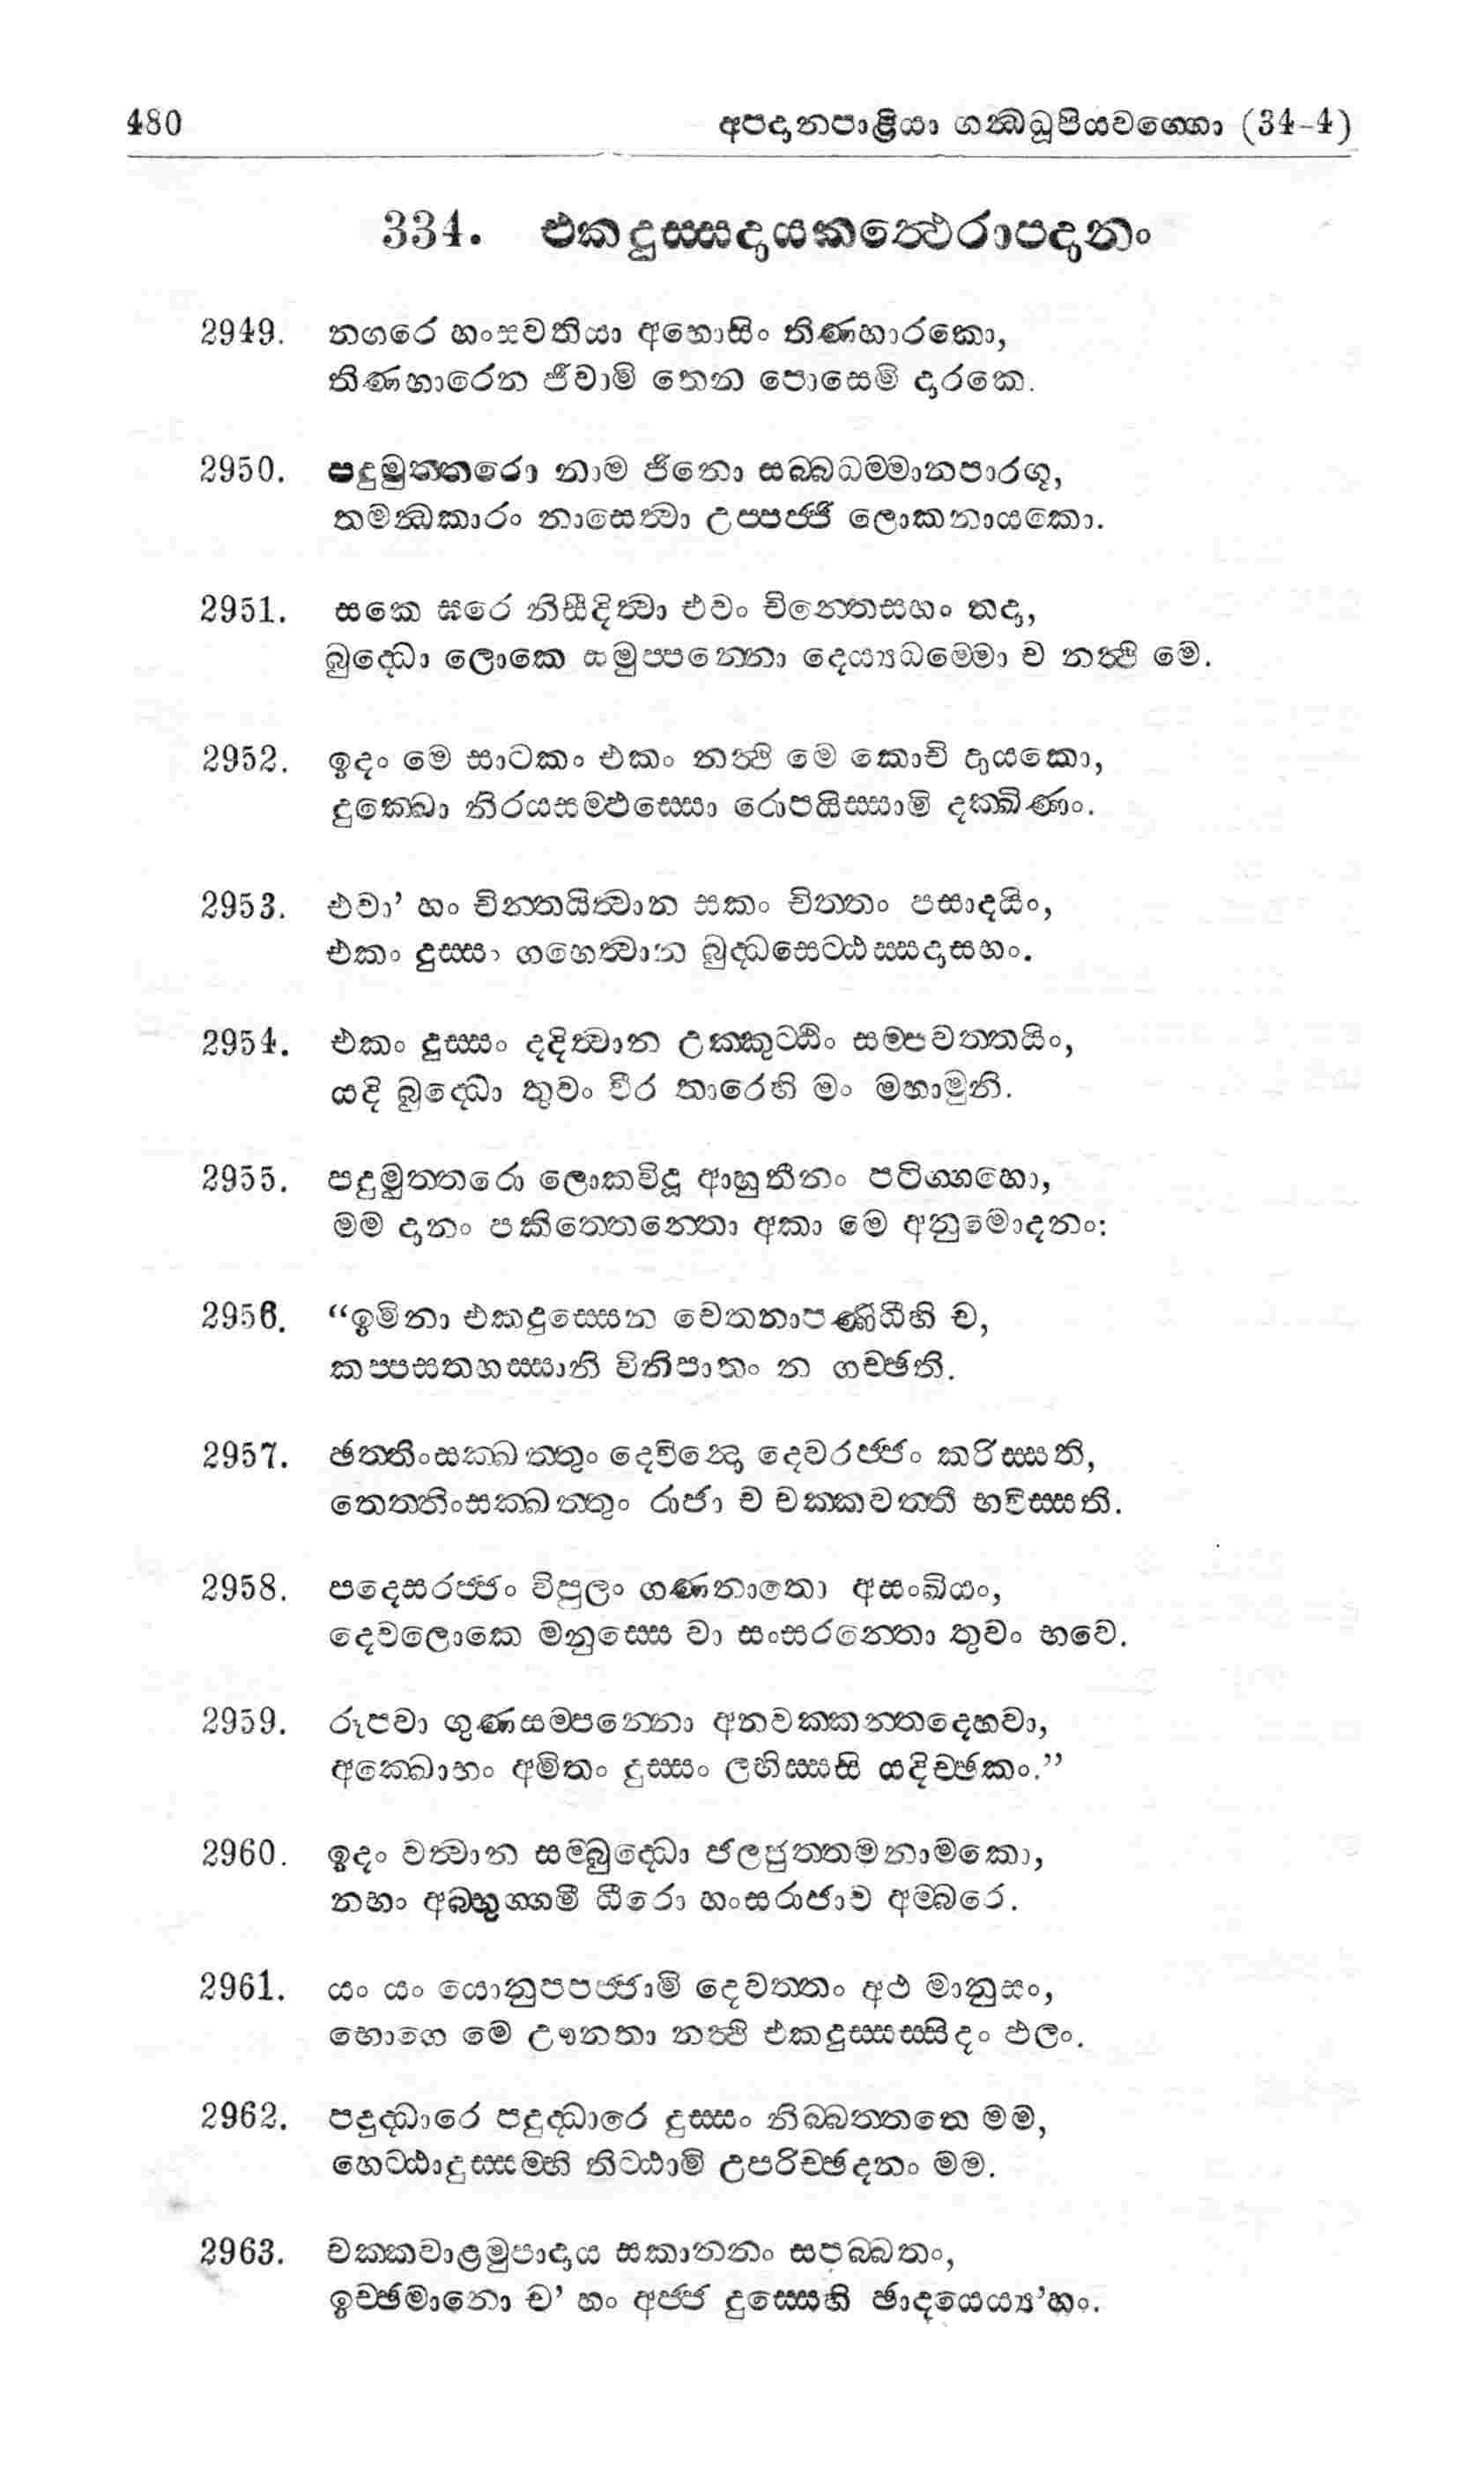 480 අපදානපාළියා ගන්ධධූපියවග්ගො (34-4)
334. එකදුස්සදායකත්ථෙරාපදානං
2949. නගරෙ හංසවතියා අහොසිං තිණහාරකො,
තිණහාරෙන ජීවාමි තෙන පොසෙමි දාරකෙ.
2950. පදුමුත්තරො නාම ජිනො සබ්බධම්මානපාරගූ,
තමන්ධකාරං නාසෙත්වා උප්පජ්ජි ලොකනායකො.
2951. සකෙ ඝරෙ නිසීදිත්වා එවං චින්තෙසහං තදා,
බුද්ධො ලොකෙ සමුප්පන්නො දෙය්‍යධම්මො ච නත්ථි මෙ.
2952. ඉදං මෙ සාටකං එකං නත්ථි මෙ කොචි දායකො,
දුක්ඛො නිරයසම්ඵස්සො රොපයිස්සාමි දක්ඛිණං.
2953. එවා’ හං චින්තයිත්වාන සකං චිත්තං පසාදයිං,
එකං දුස්සං ගහෙත්වාන බුද්ධසෙට්ඨස්සදාසහං.
2954. එකං දුස්සං දදිත්වාන උක්කුට්ඨිං සම්පවත්තයිං,
යදි බුද්ධො තුවං වීර තාරෙහි මං මහාමුනි.
2955. පදුමුත්තරො ලොකවිදූ ආහුතීනං පටිග්ගහො,
මම දානං පකිත්තෙන්තො අකා මෙ අනුමොදනං:
2956. “ඉමිනා එකදුස්සෙන චෙතනාපණිධීහි ච,
කප්පසතහස්සානි විනිපාතං න ගච්ඡති.
2957. ඡත්තිංසක්ඛත්තුං දෙවින්දො දෙවරජ්ජං කරිස්සති,
තෙත්තිංසක්ඛත්තුං රාජා ච චක්කවත්තී භවිස්සති.
2958. පදෙසරජ්ජං විපුලං ගණනාතො අසංඛියං,
දෙවලොකෙ මනුස්සෙ වා සංසරන්තො තුවං භවෙ.
2959. රූපවා ගුණසම්පන්නො අනවක්කන්තදෙහවා,
අක්ඛොභං අමිතං දුස්සං ලභිස්සසි යදිච්ඡකං.”
2960. ඉදං වත්වාන සම්බුද්ධො ජලජුත්තමනාමකො,
නභං අබ්භුග්ගමී ධීරො හංසරාජාව අම්බරෙ.
2961. යං යං යොනුපපජ්ජාමි දෙවත්තං අථ මානුසං,
භොගෙ මෙ ඌනතා නත්ථි එකදුස්සස්සිදං ඵලං.
2962. පදුද්ධාරෙ පදුද්ධාරෙ දුස්සං නිබ්බත්තතෙ මම,
හෙට්ඨාදුස්සම්හි තිට්ඨාමි උපරිච්ඡදනං මම.
2963. චක්කවාළමුපාදාය සකානනං සපබ්බතං,
ඉච්ඡමානො ච’ හං අජ්ජ දුස්සෙහි ඡාදයෙය්‍ය’හං.